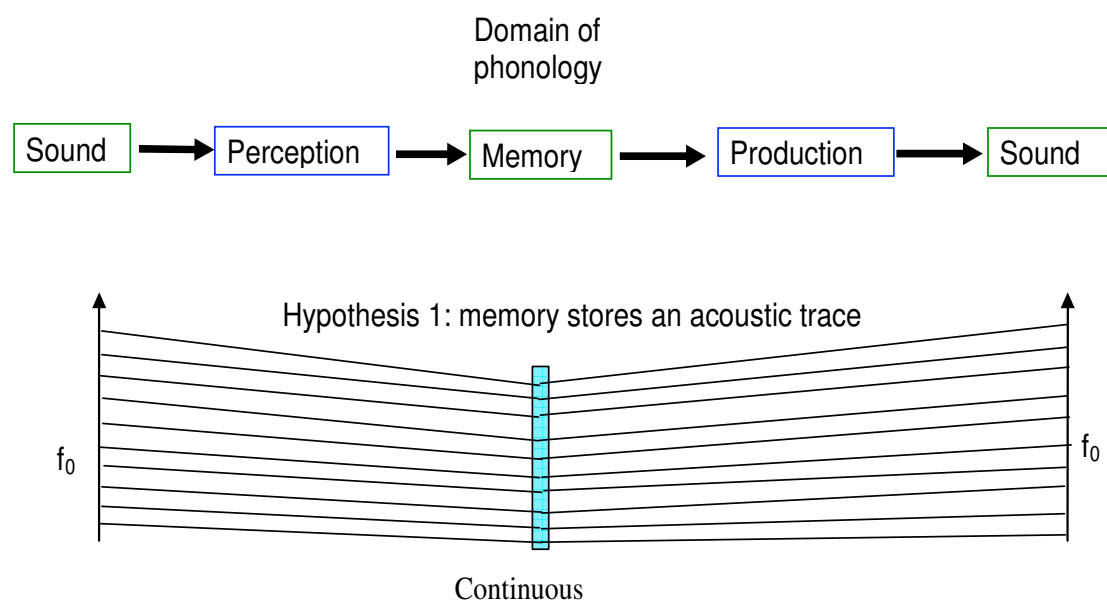 Domain of
phonology
Sound Perception Memory Production Sound
Hypothesis 1: memory stores an acoustic trace
f₀ f₀
Continuous